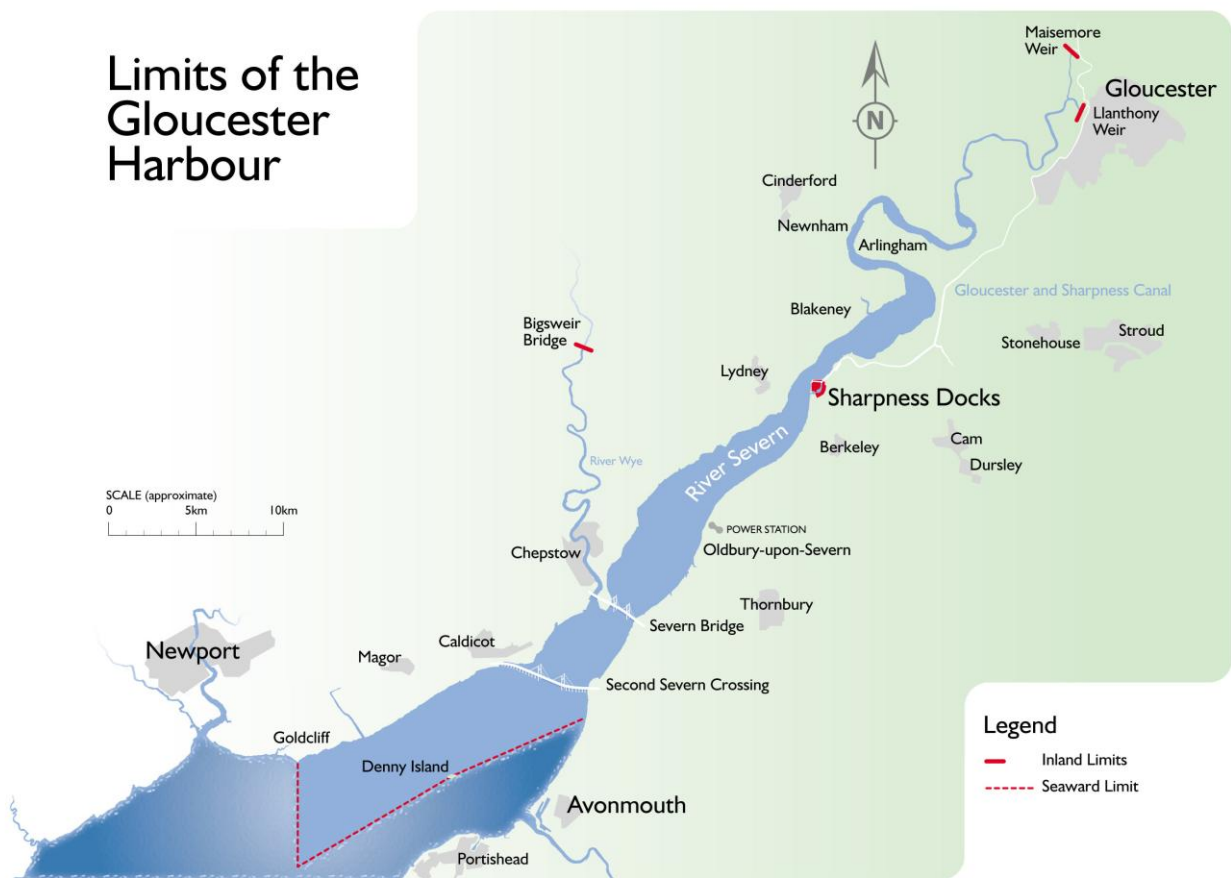 Limits of the
Gloucester
Harbour
Maisemore
Weir
Gloucester
Llanthony
Weir
N
Cinderford
Newnham
Arlingham
Gloucester and Sharpness Canal
Blakeney
Bigsweir
Bridge
Stonehouse
Stroud
Lydney
Sharpness Docks
River Severn
Berkeley
Cam
Dursley
River Wye
SCALE (approximate)
0 5km 10km
POWER STATION
Oldbury-upon-Severn
Chepstow
Thornbury
Severn Bridge
Caldicot
Newport
Magor
Second Severn Crossing
Goldcliff
Denny Island
Avonmouth
Portishead
Legend
Inland Limits
Seaward Limit